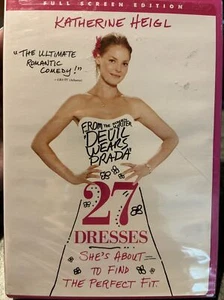 FULL SCREEN EDITION
KATHERINE HEIGL
"THE ULTIMATE
ROMANTIC
COMEDY!"
FROM THE WRITER OF
"THE DEVIL
WEARS
PRADA"
27
DRESSES
SHE'S ABOUT
TO FIND
THE PERFECT FIT.